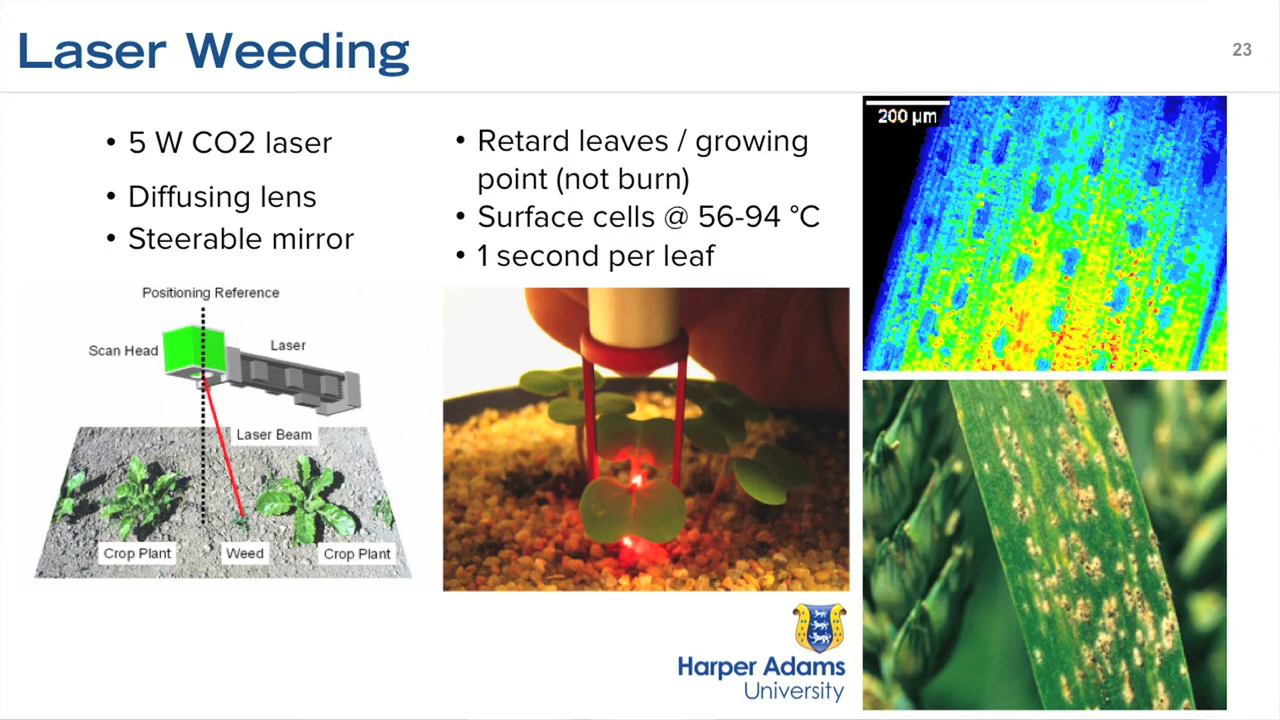 Laser Weeding
23
• 5 W CO2 laser
• Diffusing lens
• Steerable mirror
• Retard leaves / growing
point (not burn)
• Surface cells @ 56-94 °C
• 1 second per leaf
200 µm
Positioning Reference
Scan Head
Laser
Laser Beam
Crop Plant
Weed
Crop Plant
Harper Adams
University